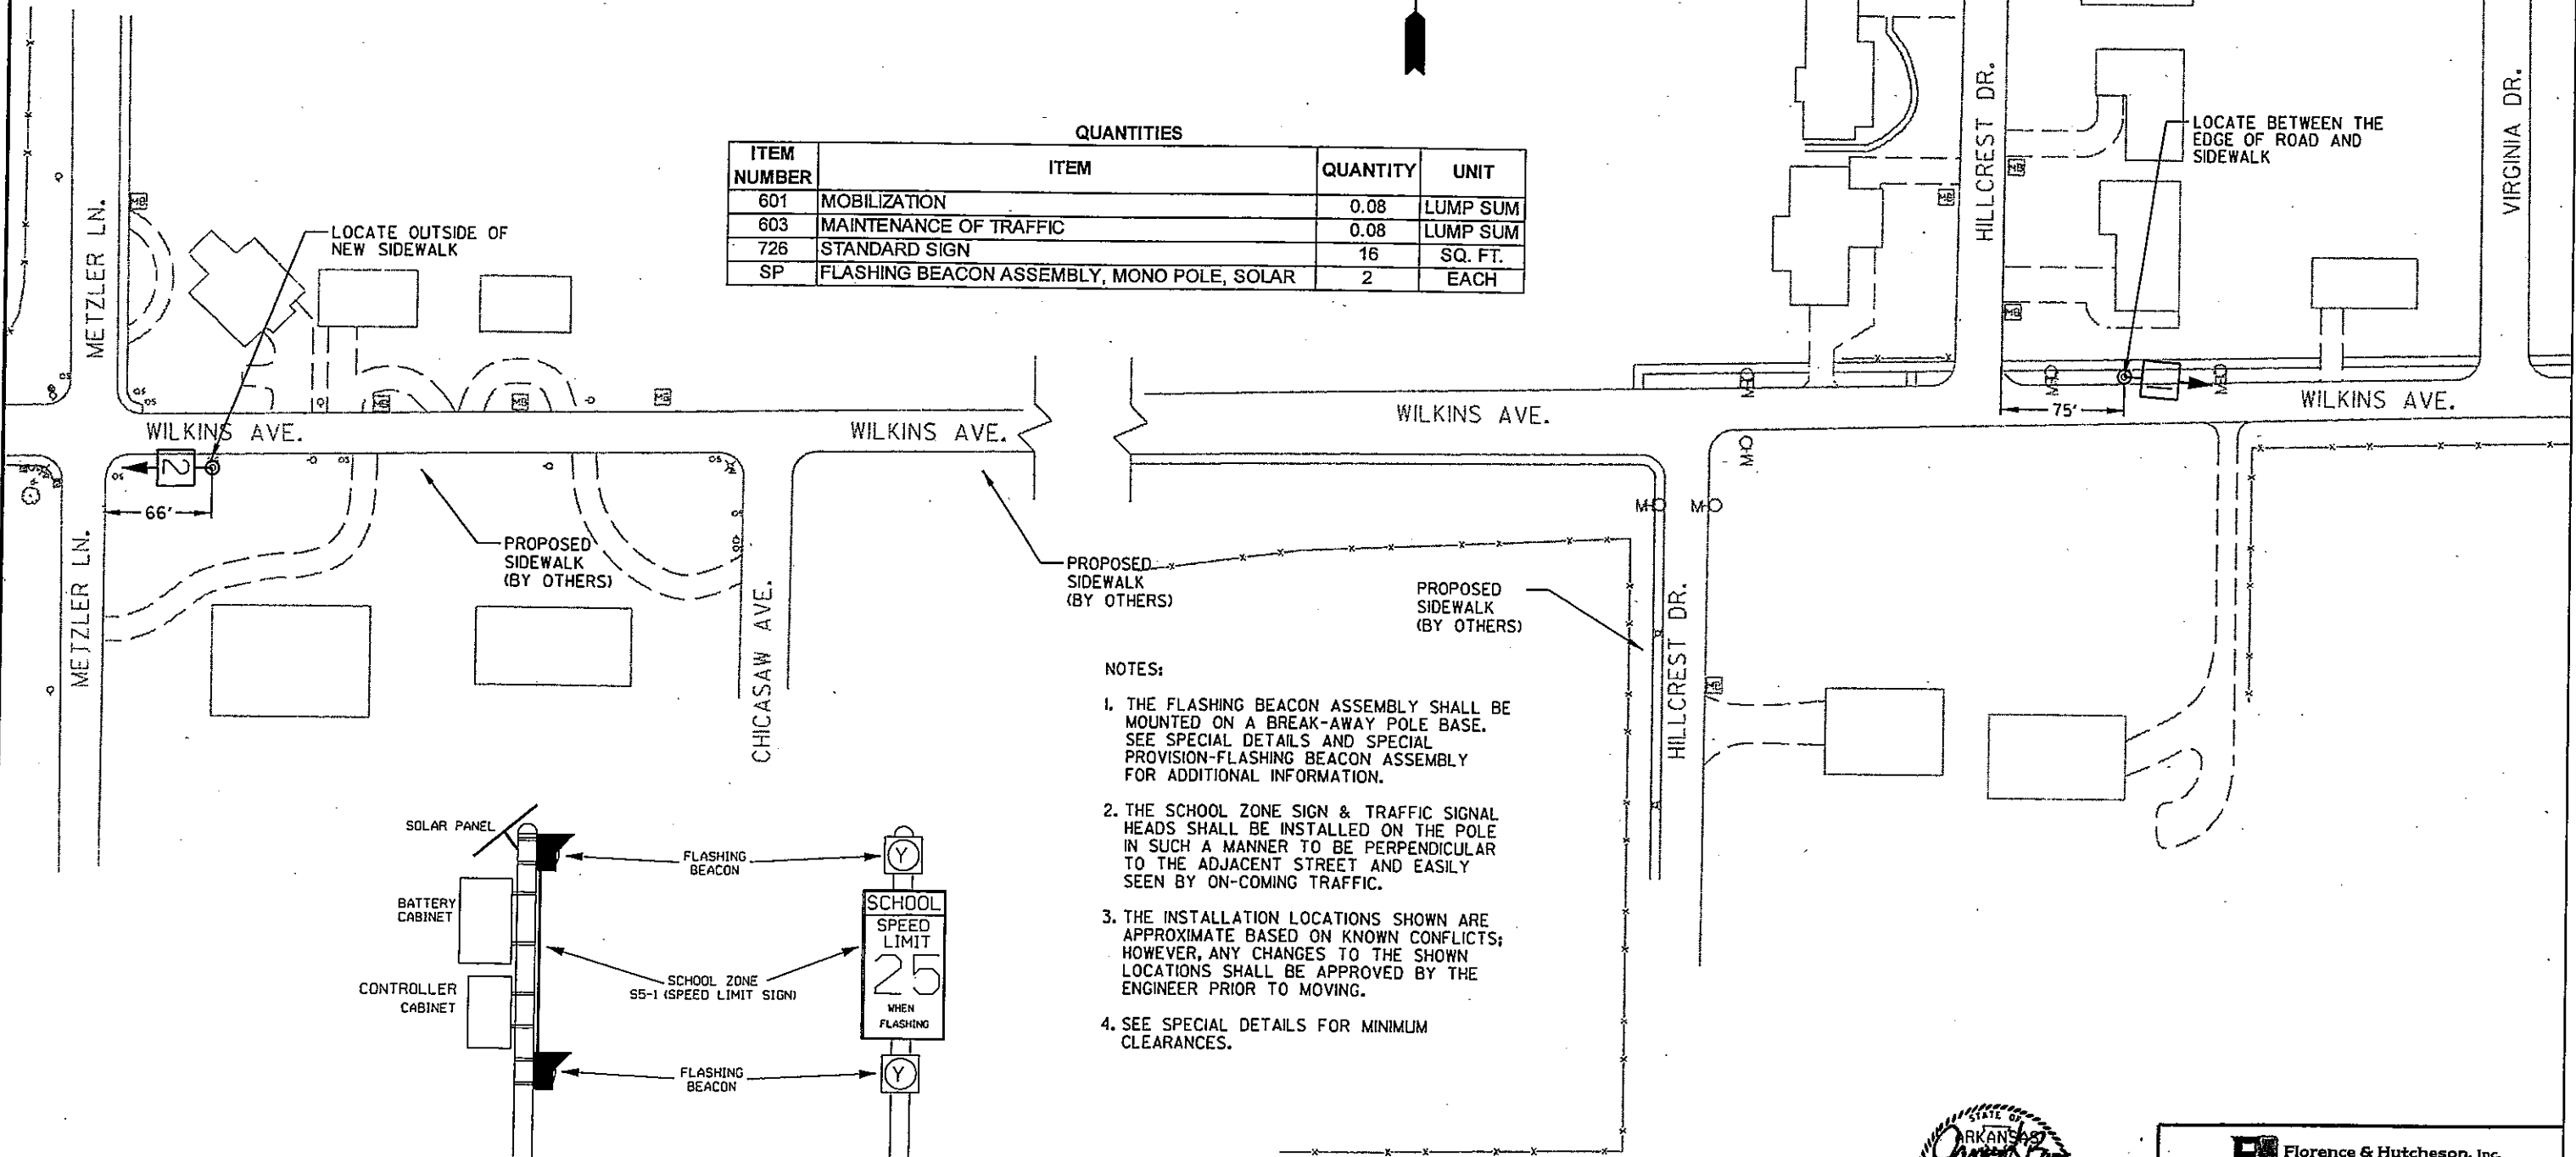 QUANTITIES
ITEM NUMBER ITEM QUANTITY UNIT
601 MOBILIZATION 0.08 LUMP SUM
603 MAINTENANCE OF TRAFFIC 0.08 LUMP SUM
726 STANDARD SIGN 16 SQ. FT.
SP FLASHING BEACON ASSEMBLY, MONO POLE, SOLAR 2 EACH
METZLER LN.
LOCATE OUTSIDE OF
NEW SIDEWALK
HILLCREST DR.
LOCATE BETWEEN THE
EDGE OF ROAD AND
SIDEWALK
VIRGINIA DR.
WILKINS AVE.
WILKINS AVE.
WILKINS AVE.
WILKINS AVE.
2
66'
1
75'
METZLER LN.
PROPOSED
SIDEWALK
(BY OTHERS)
CHICASAW AVE.
PROPOSED
SIDEWALK
(BY OTHERS)
PROPOSED
SIDEWALK
(BY OTHERS)
HILLCREST DR.
NOTES:
1. THE FLASHING BEACON ASSEMBLY SHALL BE
MOUNTED ON A BREAK-AWAY POLE BASE.
SEE SPECIAL DETAILS AND SPECIAL
PROVISION-FLASHING BEACON ASSEMBLY
FOR ADDITIONAL INFORMATION.
2. THE SCHOOL ZONE SIGN & TRAFFIC SIGNAL
HEADS SHALL BE INSTALLED ON THE POLE
IN SUCH A MANNER TO BE PERPENDICULAR
TO THE ADJACENT STREET AND EASILY
SEEN BY ON-COMING TRAFFIC.
3. THE INSTALLATION LOCATIONS SHOWN ARE
APPROXIMATE BASED ON KNOWN CONFLICTS;
HOWEVER, ANY CHANGES TO THE SHOWN
LOCATIONS SHALL BE APPROVED BY THE
ENGINEER PRIOR TO MOVING.
4. SEE SPECIAL DETAILS FOR MINIMUM
CLEARANCES.
SOLAR PANEL
FLASHING
BEACON
Y
BATTERY
CABINET
CONTROLLER
CABINET
SCHOOL ZONE
S5-1 (SPEED LIMIT SIGN)
SCHOOL
SPEED
LIMIT
25
WHEN
FLASHING
FLASHING
BEACON
Y
STATE OF
ARKANSAS
Florence & Hutcheson, Inc.